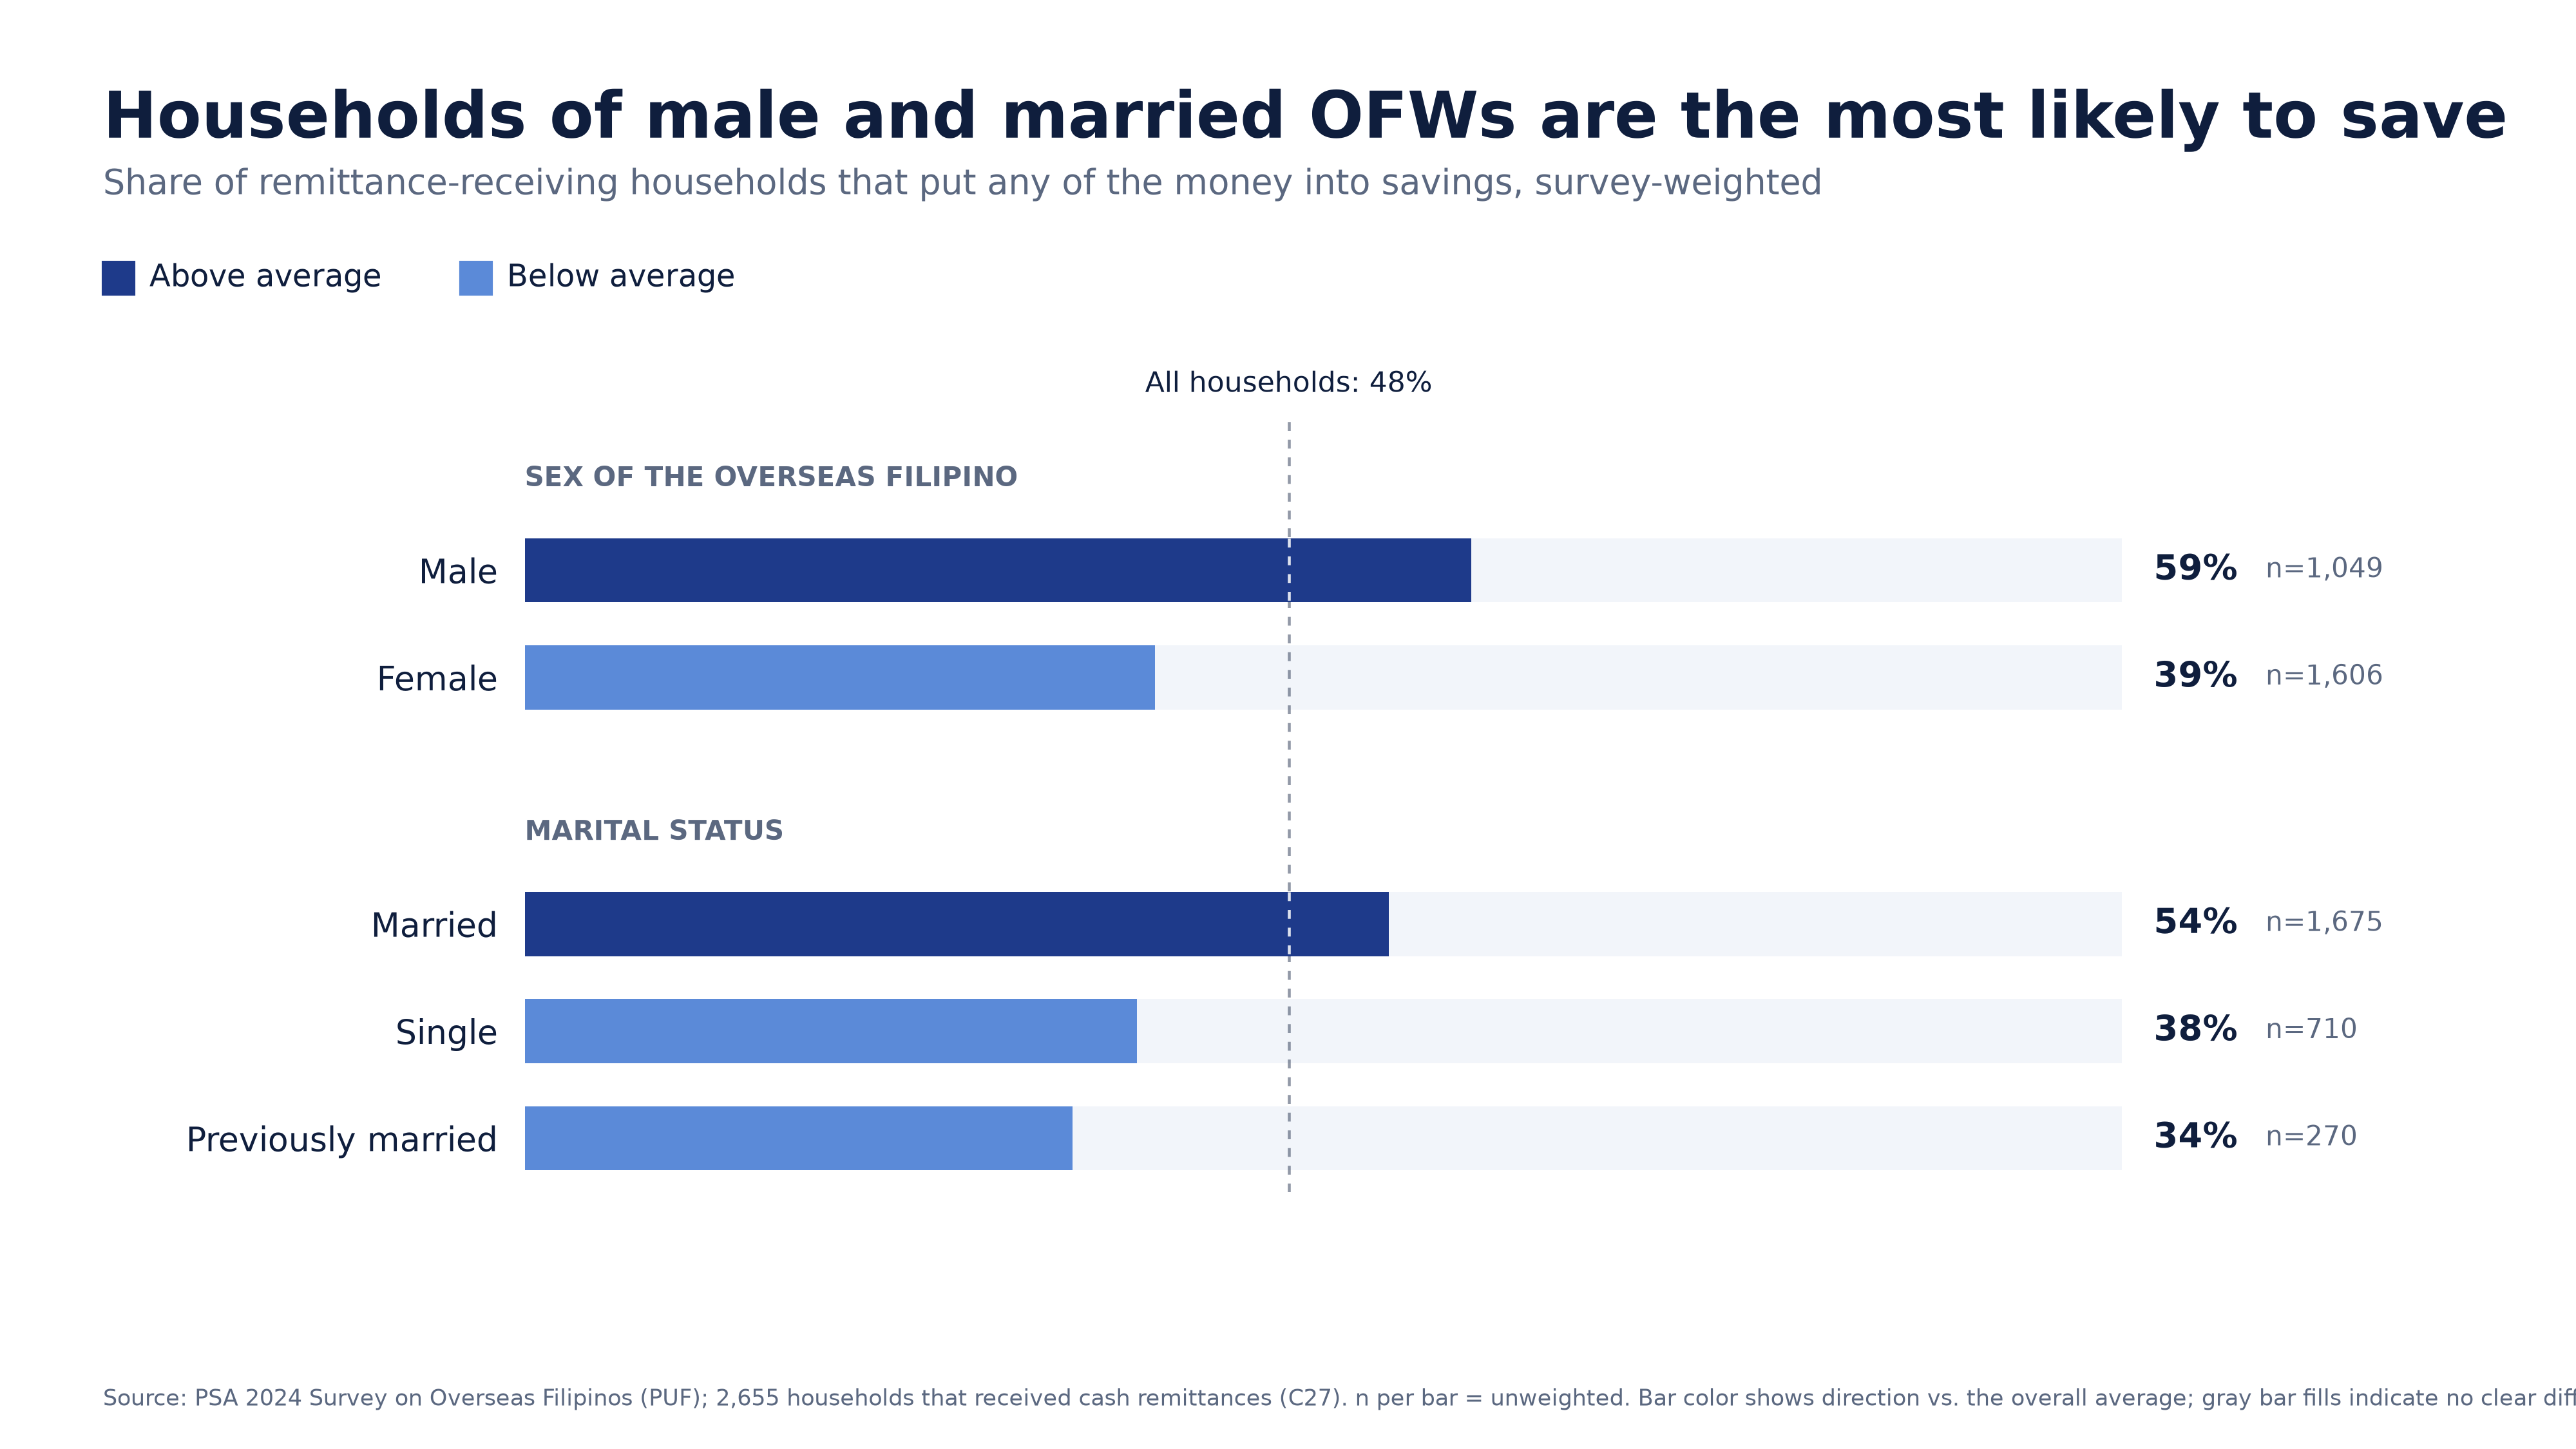 Households of male and married OFWs are the most likely to save
Share of remittance-receiving households that put any of the money into savings, survey-weighted
Above average Below average
All households: 48%
SEX OF THE OVERSEAS FILIPINO
Male 59% n=1,049
Female 39% n=1,606
MARITAL STATUS
Married 54% n=1,675
Single 38% n=710
Previously married 34% n=270
Source: PSA 2024 Survey on Overseas Filipinos (PUF); 2,655 households that received cash remittances (C27). n per bar = unweighted. Bar color shows direction vs. the overall average; gray bar fills indicate no clear